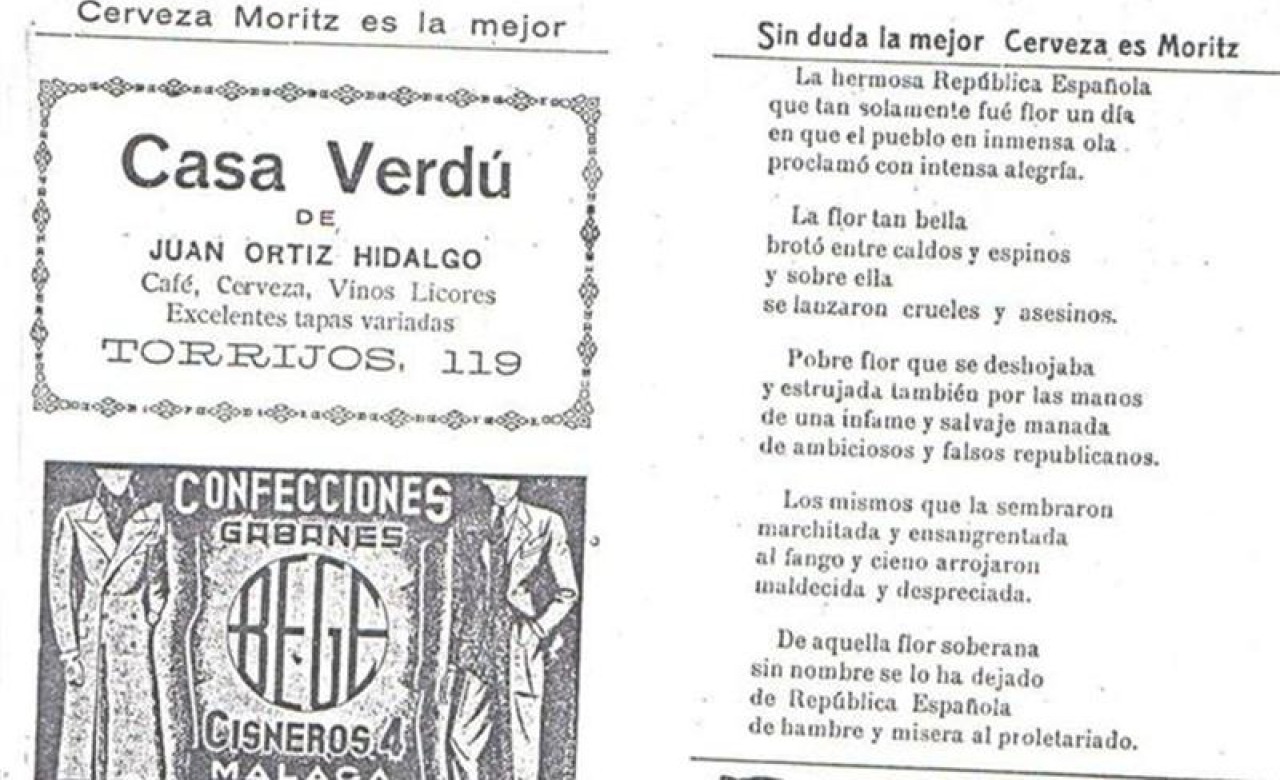 Cerveza Moritz es la mejor
Casa Verdú
DE
JUAN ORTIZ HIDALGO
Café, Cerveza, Vinos Licores
Excelentes tapas variadas
TORRIJOS, 119
CONFECCIONES
GABANES
BEGE
CISNEROS, 4
MALAGA
Sin duda la mejor Cerveza es Moritz
La hermosa República Española
que tan solamente fué flor un día
en que el pueblo en inmensa ola
proclamó con intensa alegría.
La flor tan bella
brotó entre caldos y espinos
y sobre ella
se lanzaron crueles y asesinos.
Pobre flor que se deshojaba
y estrujada también por las manos
de una infame y salvaje manada
de ambiciosos y falsos republicanos.
Los mismos que la sembraron
marchitada y ensangrentada
al fango y cieno arrojaron
maldecida y despreciada.
De aquella flor soberana
sin nombre se lo ha dejado
de República Española
de hambre y misera al proletariado.